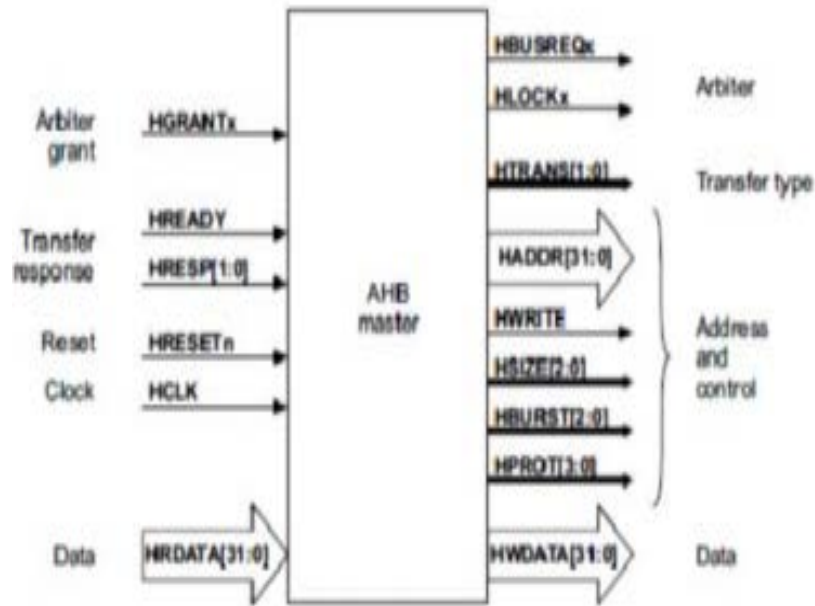 Arbiter
grant
HGRANTx
Transfer
response
HREADY
HRESP[1:0]
Reset
HRESETn
Clock
HCLK
Data
HRDATA[31:0]
AHB
master
HBUSREQx
HLOCKx
Arbiter
HTRANS[1:0]
Transfer type
HADDR[31:0]
HWRITE
HSIZE[2:0]
HBURST[2:0]
HPROT[3:0]
Address
and
control
HWDATA[31:0]
Data